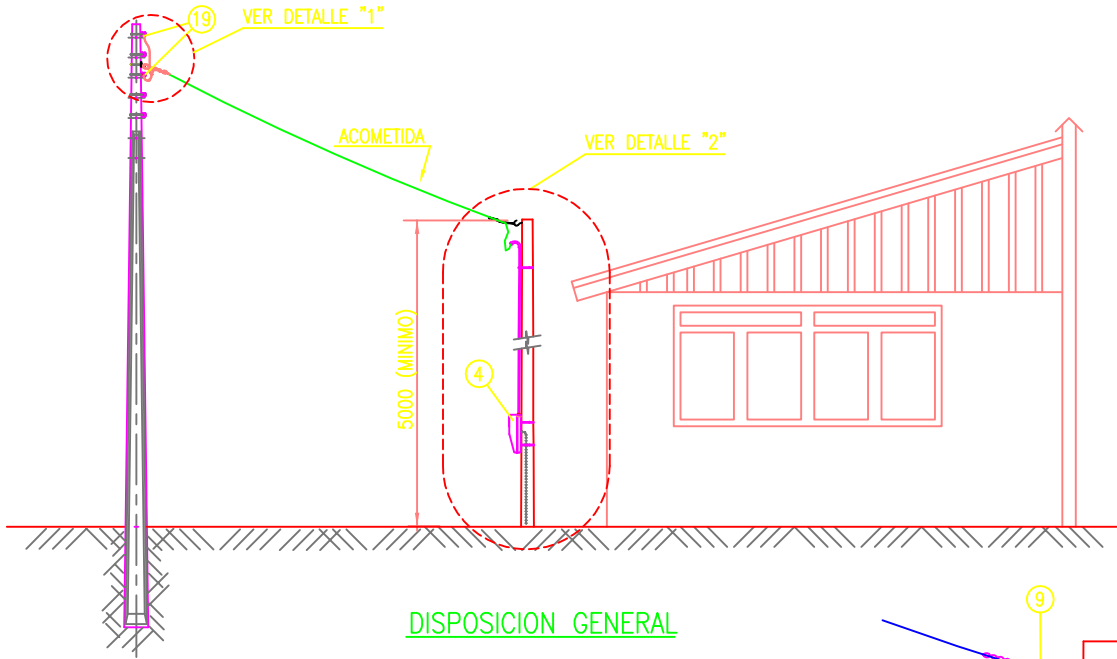 19
VER DETALLE "1"
ACOMETIDA
VER DETALLE "2"
5000 (MINIMO)
4
DISPOSICION GENERAL
9